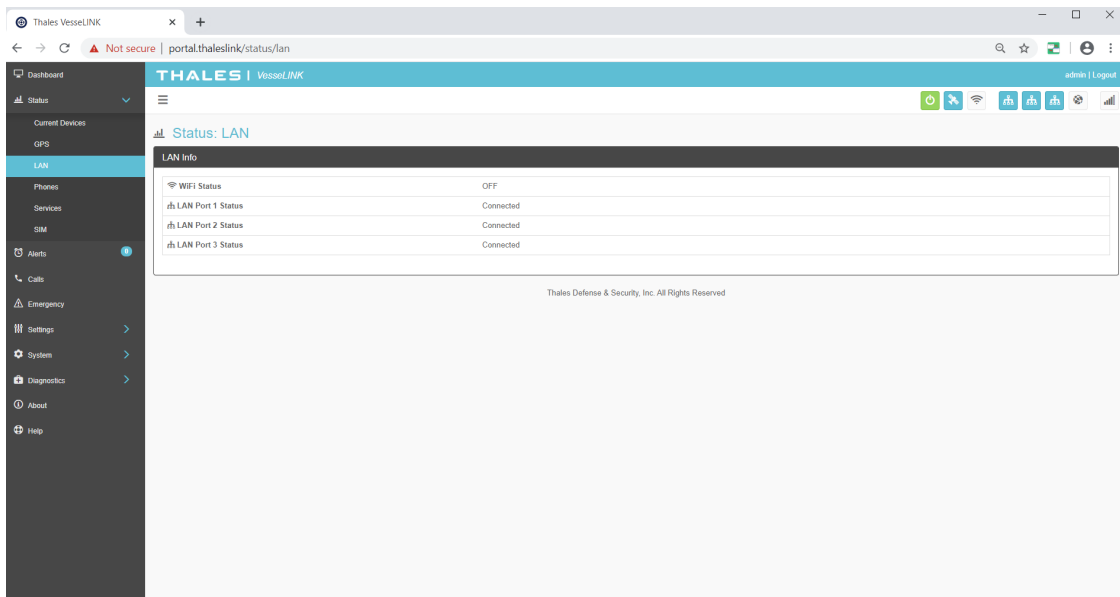 Thales VesseLINK
Not secure | portal.thaleslink/status/lan
Dashboard
THALES | VesseLINK
admin | Logout
Status
Current Devices
GPS
LAN
Phones
Services
SIM
Alerts 0
Calls
Emergency
Settings
System
Diagnostics
About
Help
Status: LAN
LAN Info
WiFi Status OFF
LAN Port 1 Status Connected
LAN Port 2 Status Connected
LAN Port 3 Status Connected
Thales Defense & Security, Inc. All Rights Reserved